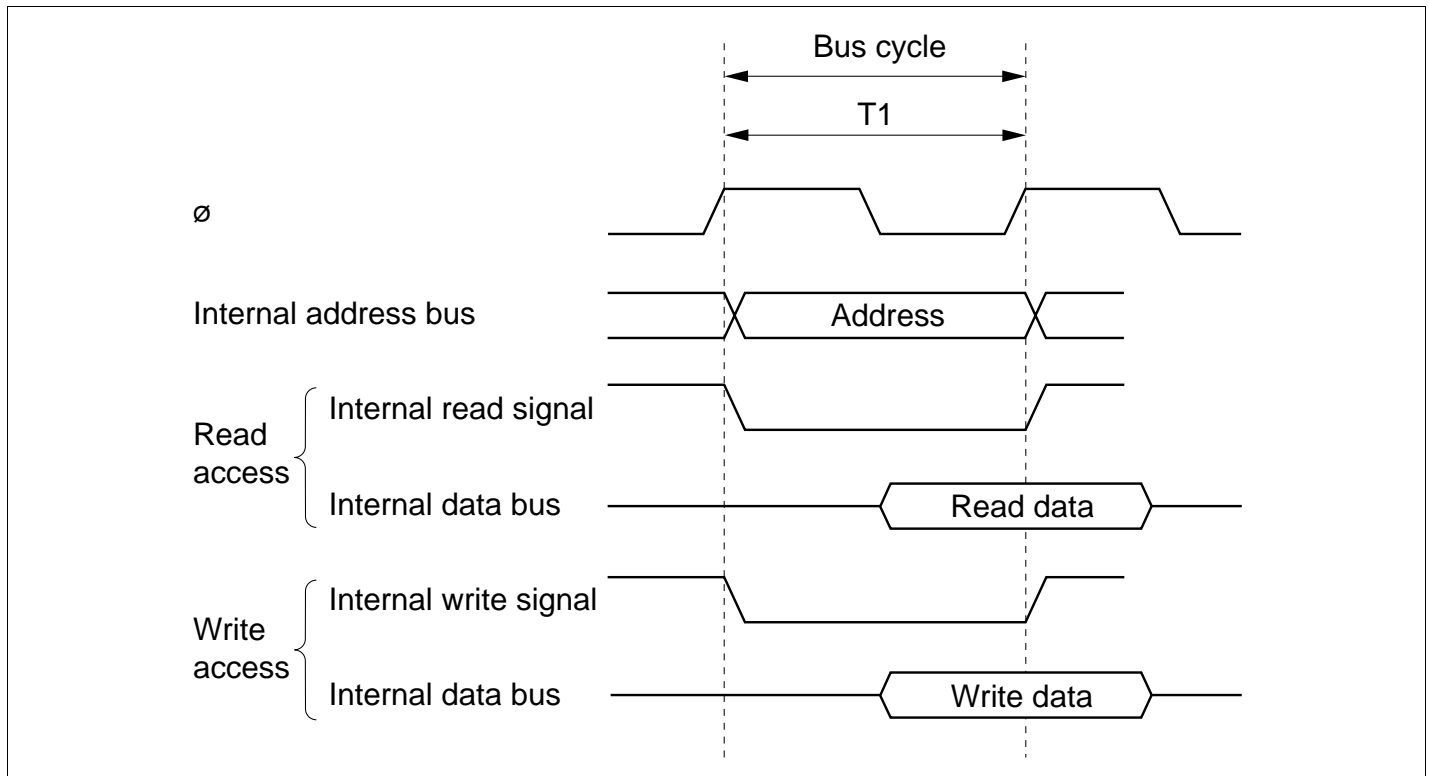 Bus cycle
T1
ø
Internal address bus
Address
Read
access
Internal read signal
Internal data bus
Read data
Write
access
Internal write signal
Internal data bus
Write data